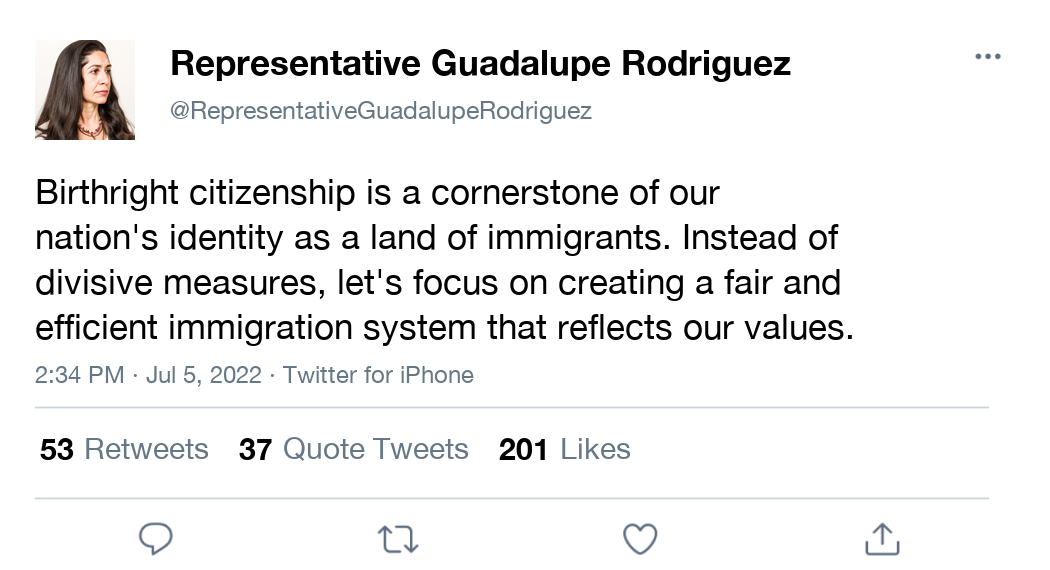 Representative Guadalupe Rodriguez
@RepresentativeGuadalupeRodriguez
Birthright citizenship is a cornerstone of our
nation's identity as a land of immigrants. Instead of
divisive measures, let's focus on creating a fair and
efficient immigration system that reflects our values.
2:34 PM · Jul 5, 2022 · Twitter for iPhone
53 Retweets 37 Quote Tweets 201 Likes